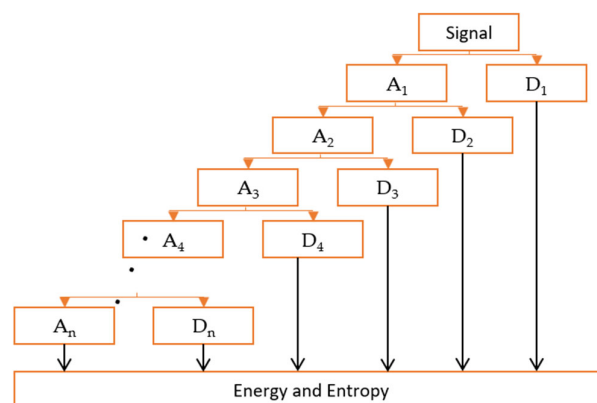 Signal
A₁ D₁
A₂ D₂
A₃ D₃
A₄ D₄
Aₙ Dₙ
Energy and Entropy